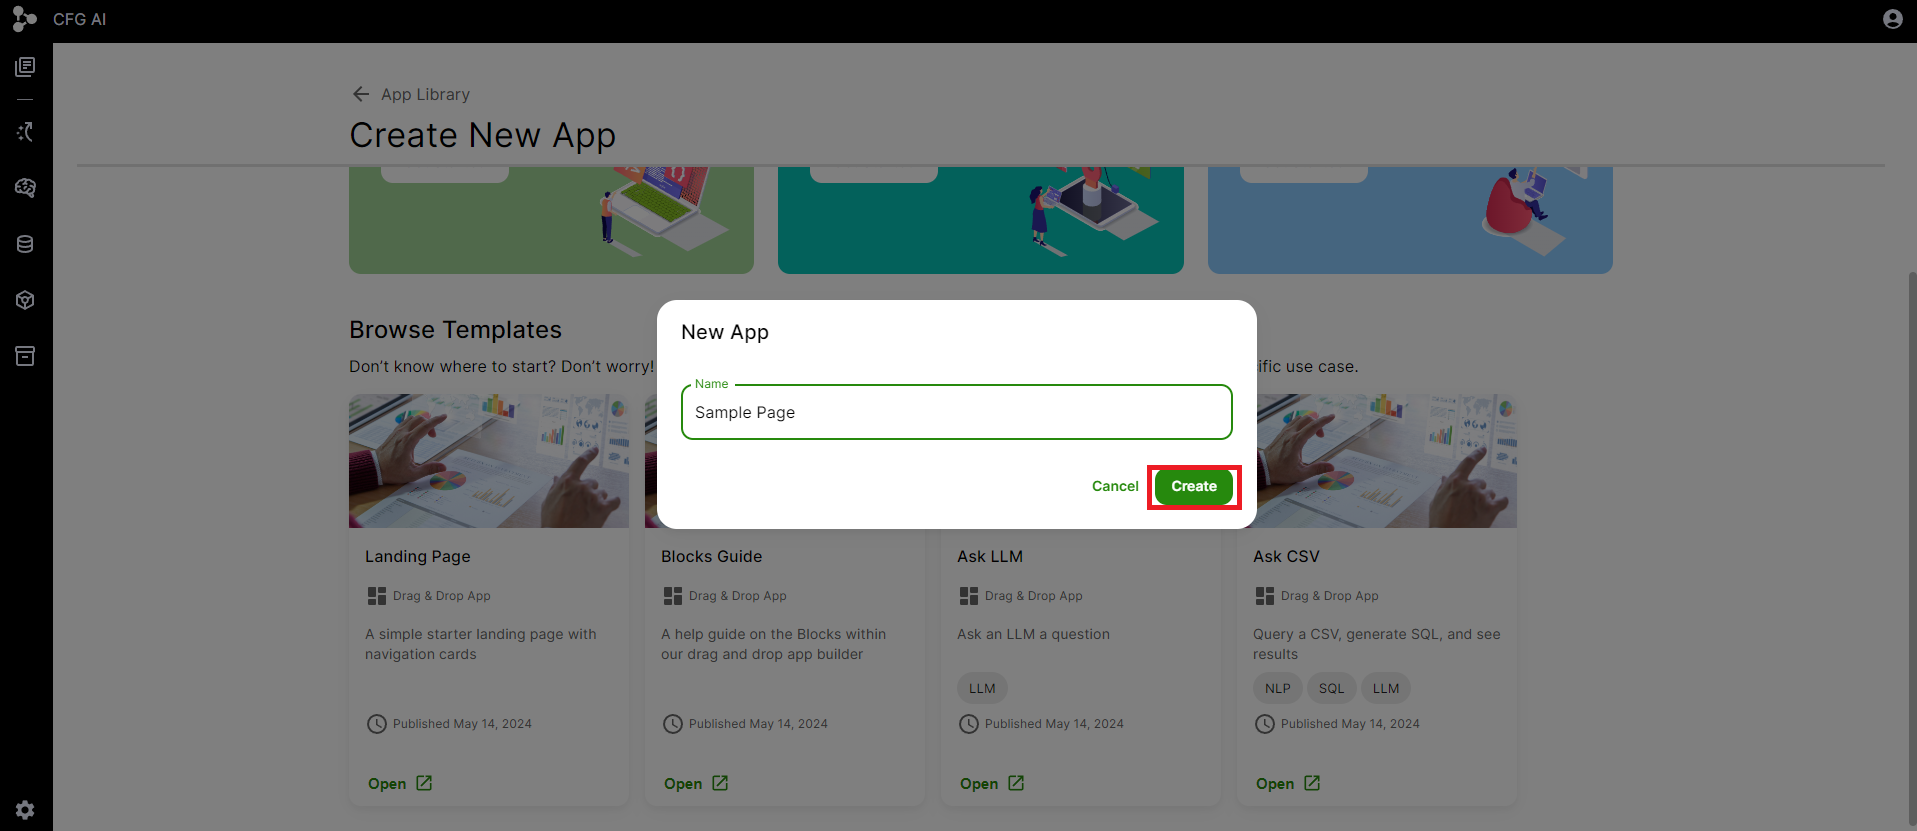 CFG AI
App Library
Create New App
Browse Templates
Don't know where to start? Don't worry!
ific use case.
New App
Name
Sample Page
Cancel
Create
Landing Page
Drag & Drop App
A simple starter landing page with
navigation cards
Published May 14, 2024
Open
Blocks Guide
Drag & Drop App
A help guide on the Blocks within
our drag and drop app builder
Published May 14, 2024
Open
Ask LLM
Drag & Drop App
Ask an LLM a question
LLM
Published May 14, 2024
Open
Ask CSV
Drag & Drop App
Query a CSV, generate SQL, and see
results
NLP SQL LLM
Published May 14, 2024
Open